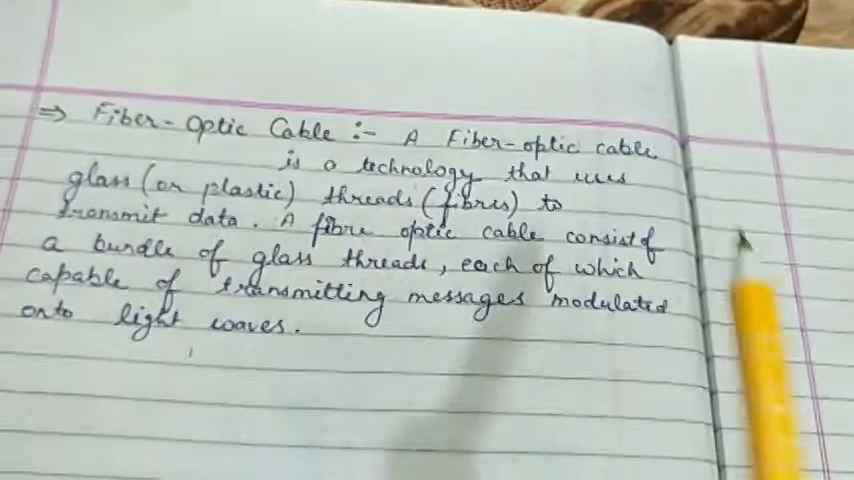 ⇒ Fiber-Optic Cable :- A Fiber-optic cable
is a technology that uses
glass (or plastic) threads (fibres) to
transmit data. A fibre optic cable consist of
a bundle of glass threads, each of which
capable of transmitting messages modulated
onto light waves.